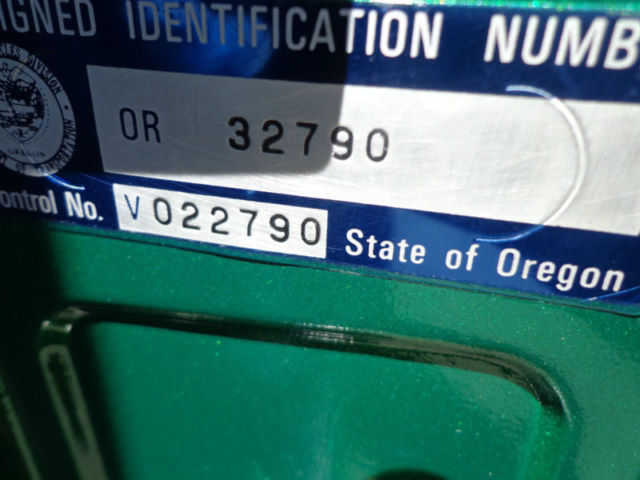 IGNED IDENTIFICATION NUMB
OR 32790
ontrol No. V022790 State of Oregon